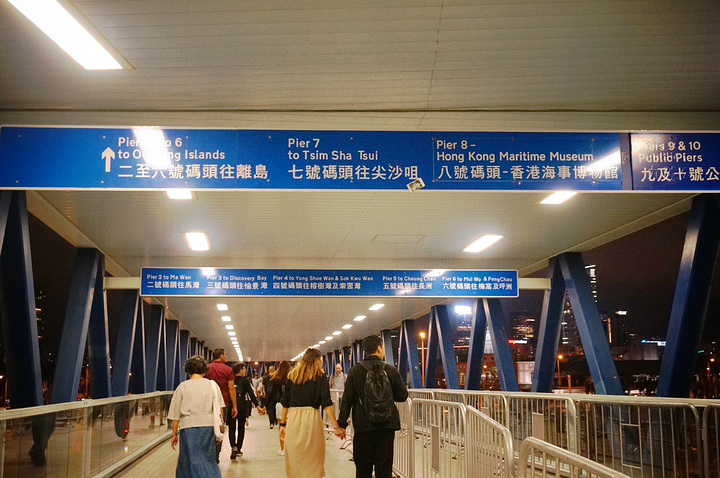 Pier 6
to Islands
二至六號碼頭往離島
Pier 7
to Tsim Sha Tsui
七號碼頭往尖沙咀
Pier 8 -
Hong Kong Maritime Museum
八號碼頭-香港海事博物館
Piers 9 & 10
Public Piers
九及十號公
Pier 2 to Ma Wan
二號碼頭往馬灣
Pier 3 to Discovery Bay
三號碼頭往愉景灣
Pier 4 to Yung Shue Wan & Sok Kwu Wan
四號碼頭往榕樹灣及索罟灣
Pier 5 to Cheung Chau
五號碼頭往長洲
Pier 6 to Mui Wo & Peng Chau
六號碼頭往梅窩及坪洲